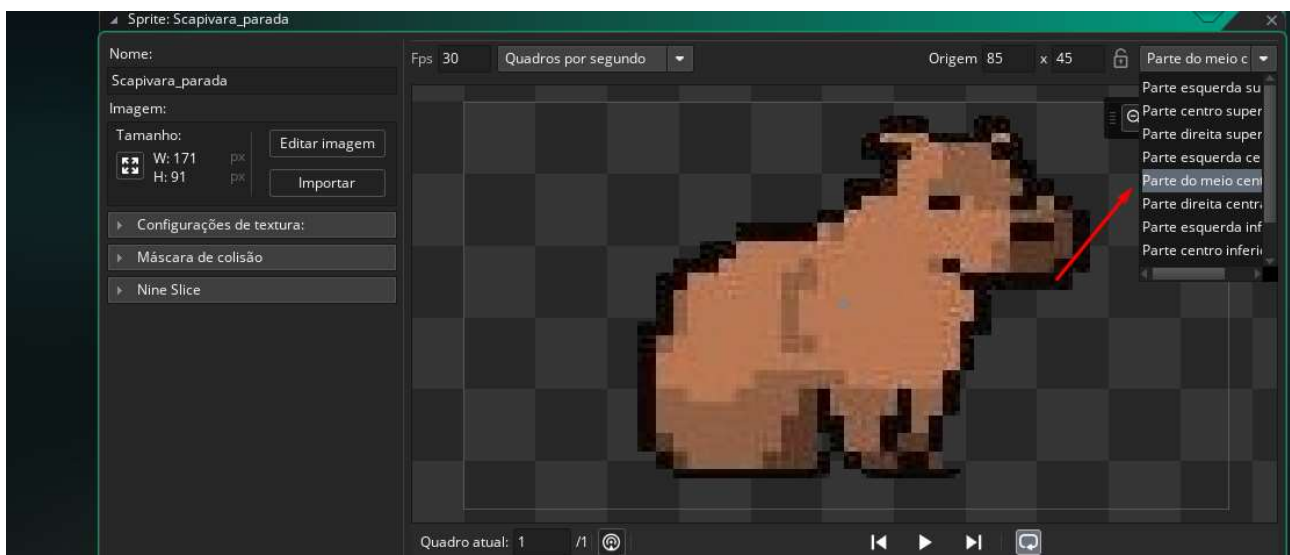 Sprite: Scapivara_parada
Nome:
Scapivara_parada
Imagem:
Tamanho:
W: 171 px
H: 91 px
Editar imagem
Importar
Configurações de textura:
Máscara de colisão
Nine Slice
Fps 30 Quadros por segundo Origem 85 x 45 Parte do meio c
Parte esquerda su
Parte centro super
Parte direita super
Parte esquerda ce
Parte do meio cent
Parte direita centra
Parte esquerda inf
Parte centro inferi
Quadro atual: 1 /1